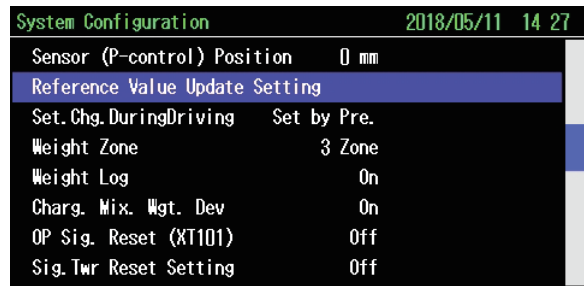 System Configuration 2018/05/11 14 27
Sensor (P-control) Position 0 mm
Reference Value Update Setting
Set.Chg.DuringDriving Set by Pre.
Weight Zone 3 Zone
Weight Log On
Charg. Mix. Wgt. Dev On
OP Sig. Reset (XT101) Off
Sig.Twr Reset Setting Off